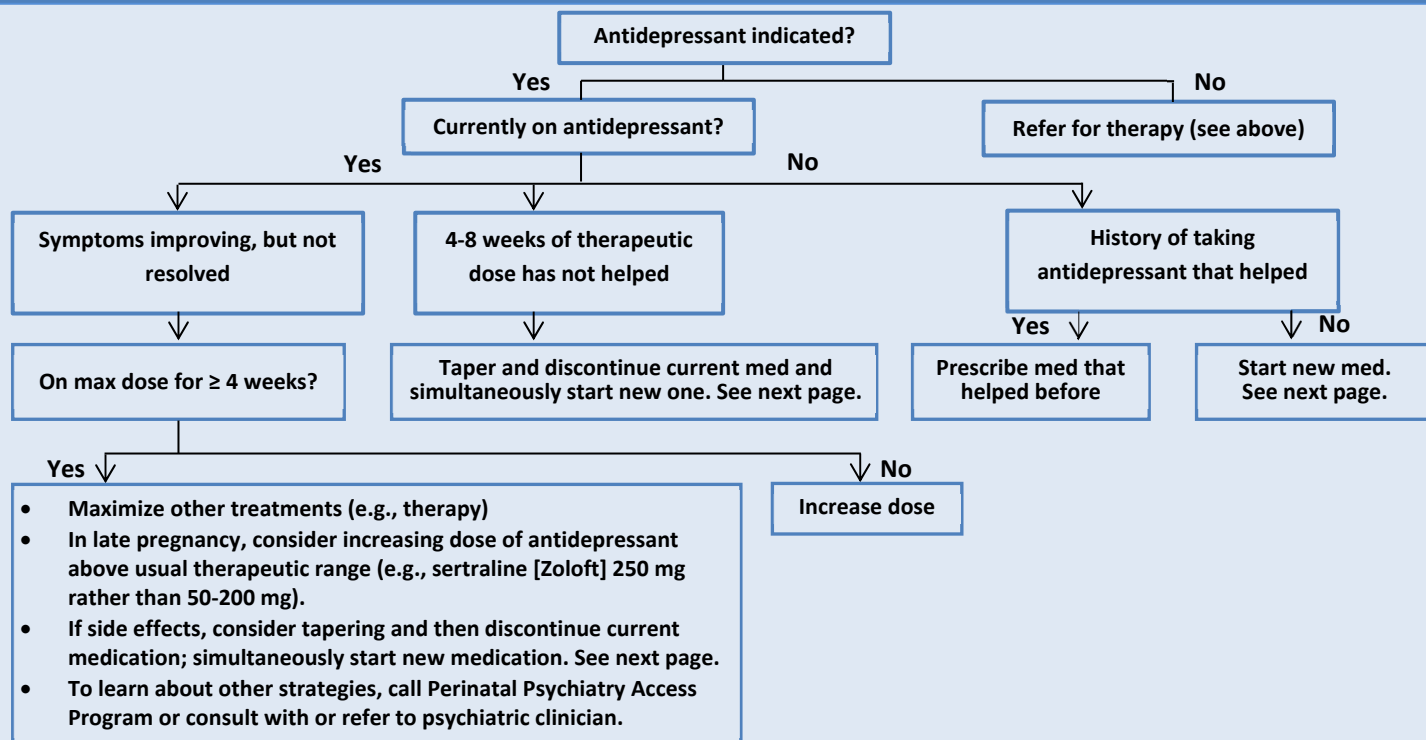 Antidepressant indicated?
Yes
No
Currently on antidepressant?
Refer for therapy (see above)
Yes
No
Symptoms improving, but not
resolved
4-8 weeks of therapeutic
dose has not helped
History of taking
antidepressant that helped
Yes
No
On max dose for ≥ 4 weeks?
Taper and discontinue current med and
simultaneously start new one. See next page.
Prescribe med that
helped before
Start new med.
See next page.
Yes
No
• Maximize other treatments (e.g., therapy)
• In late pregnancy, consider increasing dose of antidepressant
above usual therapeutic range (e.g., sertraline [Zoloft] 250 mg
rather than 50-200 mg).
• If side effects, consider tapering and then discontinue current
medication; simultaneously start new medication. See next page.
• To learn about other strategies, call Perinatal Psychiatry Access
Program or consult with or refer to psychiatric clinician.
Increase dose